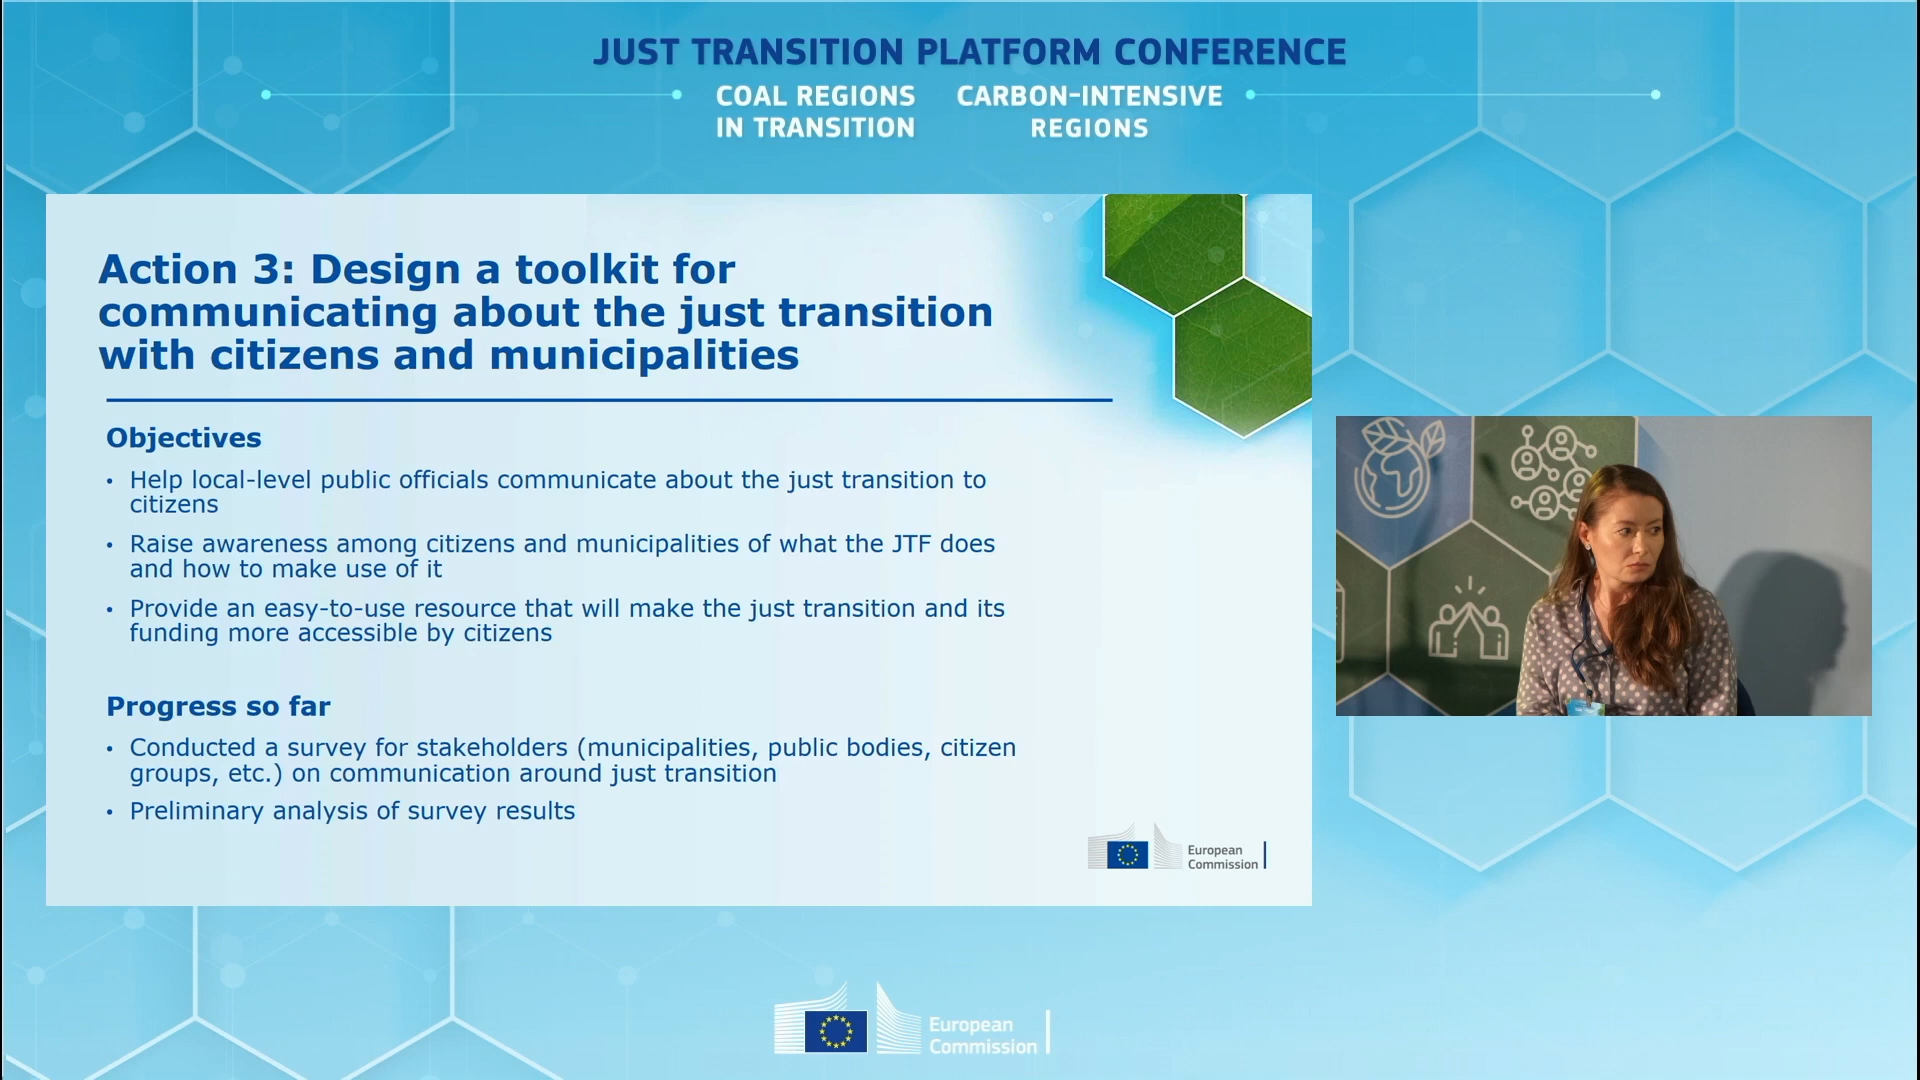 JUST TRANSITION PLATFORM CONFERENCE
COAL REGIONS
IN TRANSITION
CARBON-INTENSIVE
REGIONS
Action 3: Design a toolkit for
communicating about the just transition
with citizens and municipalities
Objectives
• Help local-level public officials communicate about the just transition to
citizens
• Raise awareness among citizens and municipalities of what the JTF does
and how to make use of it
• Provide an easy-to-use resource that will make the just transition and its
funding more accessible by citizens
Progress so far
• Conducted a survey for stakeholders (municipalities, public bodies, citizen
groups, etc.) on communication around just transition
• Preliminary analysis of survey results
European
Commission
European
Commission